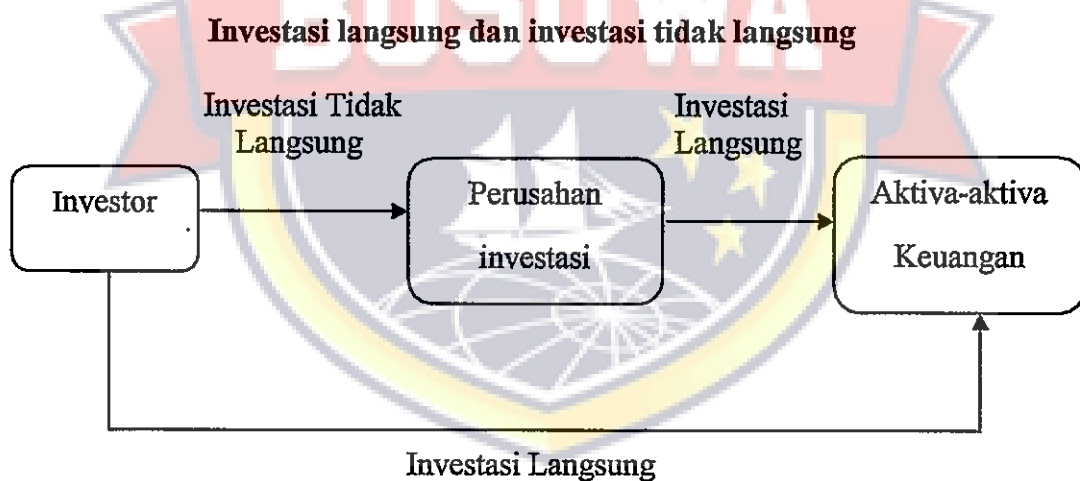 BOSOWA
Investasi langsung dan investasi tidak langsung
Investasi Tidak
Langsung
Investasi
Langsung
Investor
Perusahan
investasi
Aktiva-aktiva
Keuangan
Investasi Langsung